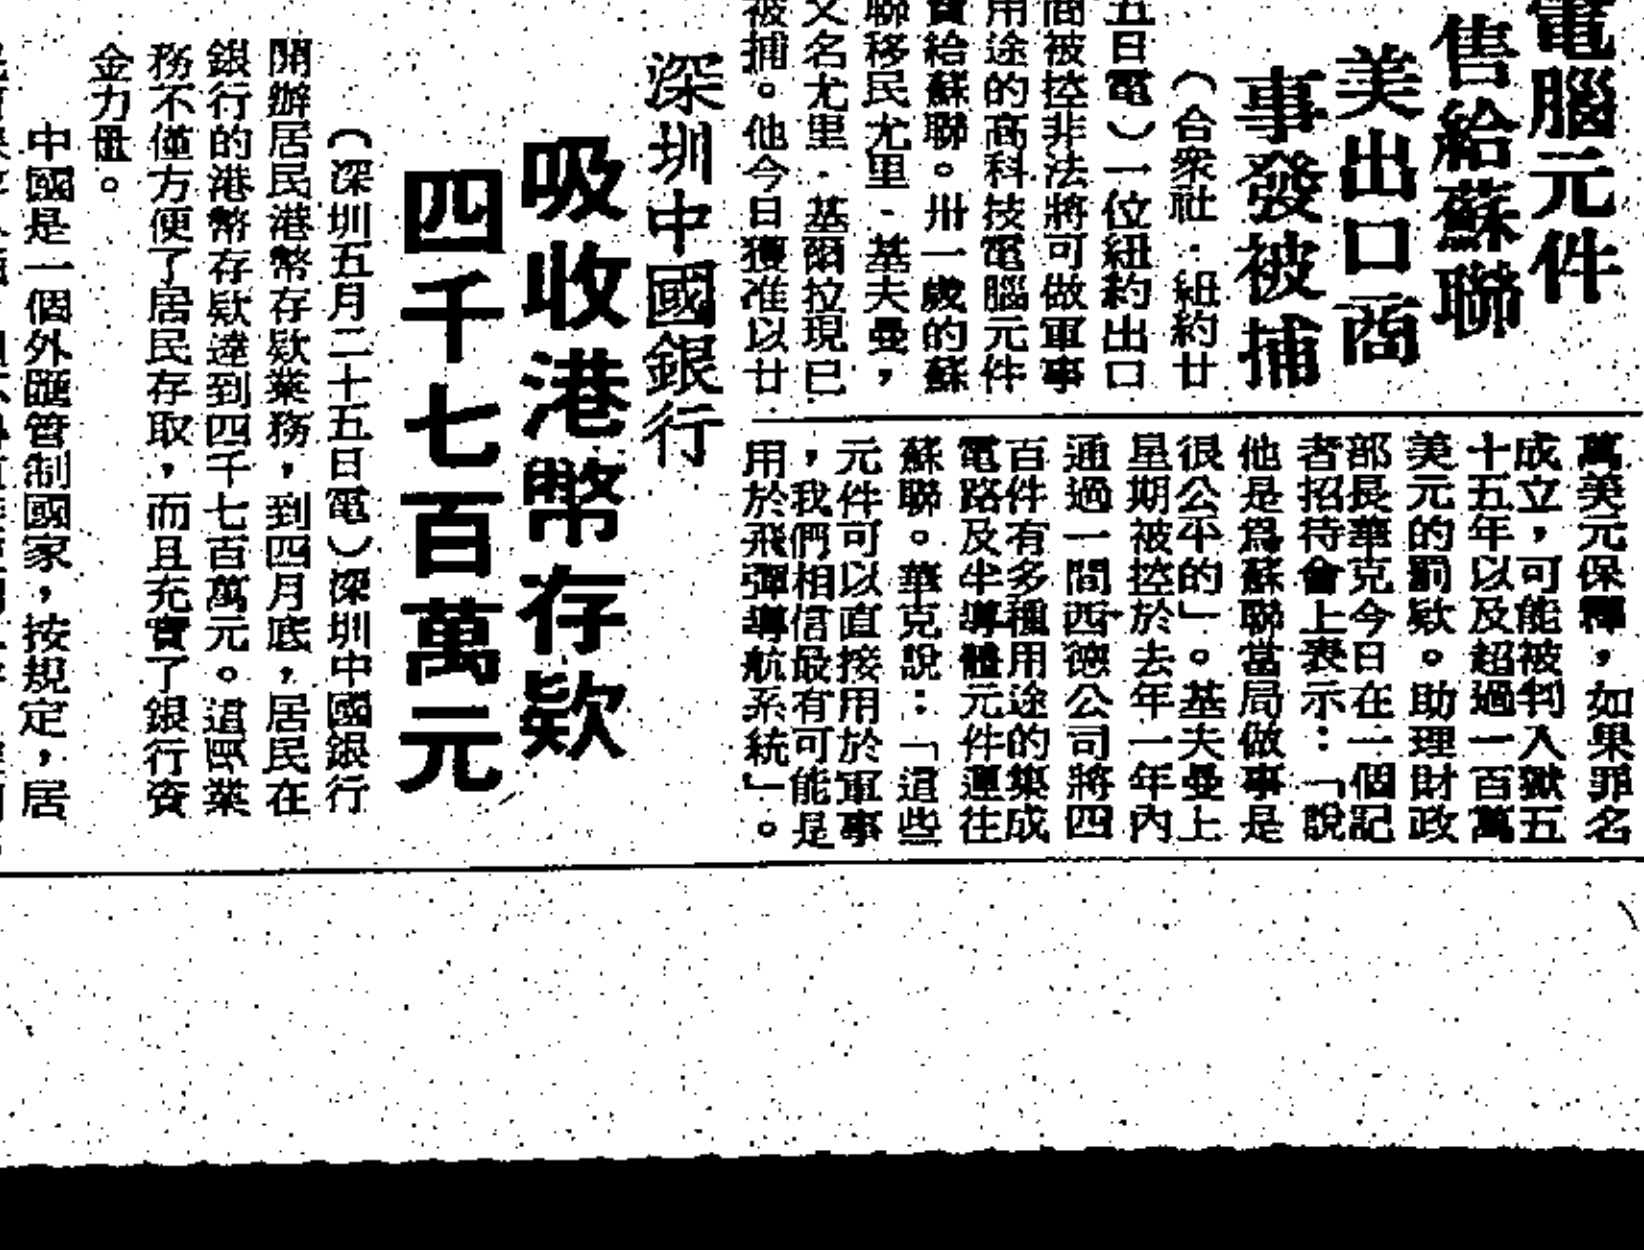 電腦元件
售給蘇聯
美出口商
事發被捕
（合衆社·紐約廿
五日電）一位紐約出口
商被控非法將可做軍事
用途的高科技電腦元件
賣給蘇聯。卅一歲的蘇
聯移民尤里·基夫曼，
又名尤里·基爾拉現已
被捕。他今日獲准以廿
萬美元保釋，如果罪名
成立，可能被判入獄五
十五年以及超過一百萬
美元的罰欵。助理財政
部長華克今日在一個記
者招待會上表示：「說
他是爲蘇聯當局做事是
很公平的」。基夫曼上
星期被控於去年一年內
通過一間西德公司將四
百件有多種用途的集成
電路及半導體元件運往
蘇聯。華克說：「這些
元件可以直接用於軍事
，我們相信最有可能是
用於飛彈導航系統」。
深圳中國銀行
吸收港幣存欵
四千七百萬元
（深圳五月二十五日電）深圳中國銀行
開辦居民港幣存欵業務，到四月底，居民在
銀行的港幣存欵達到四千七百萬元。這項業
務不僅方便了居民存取，而且充實了銀行資
金力量。
中國是一個外匯管制國家，按規定，居